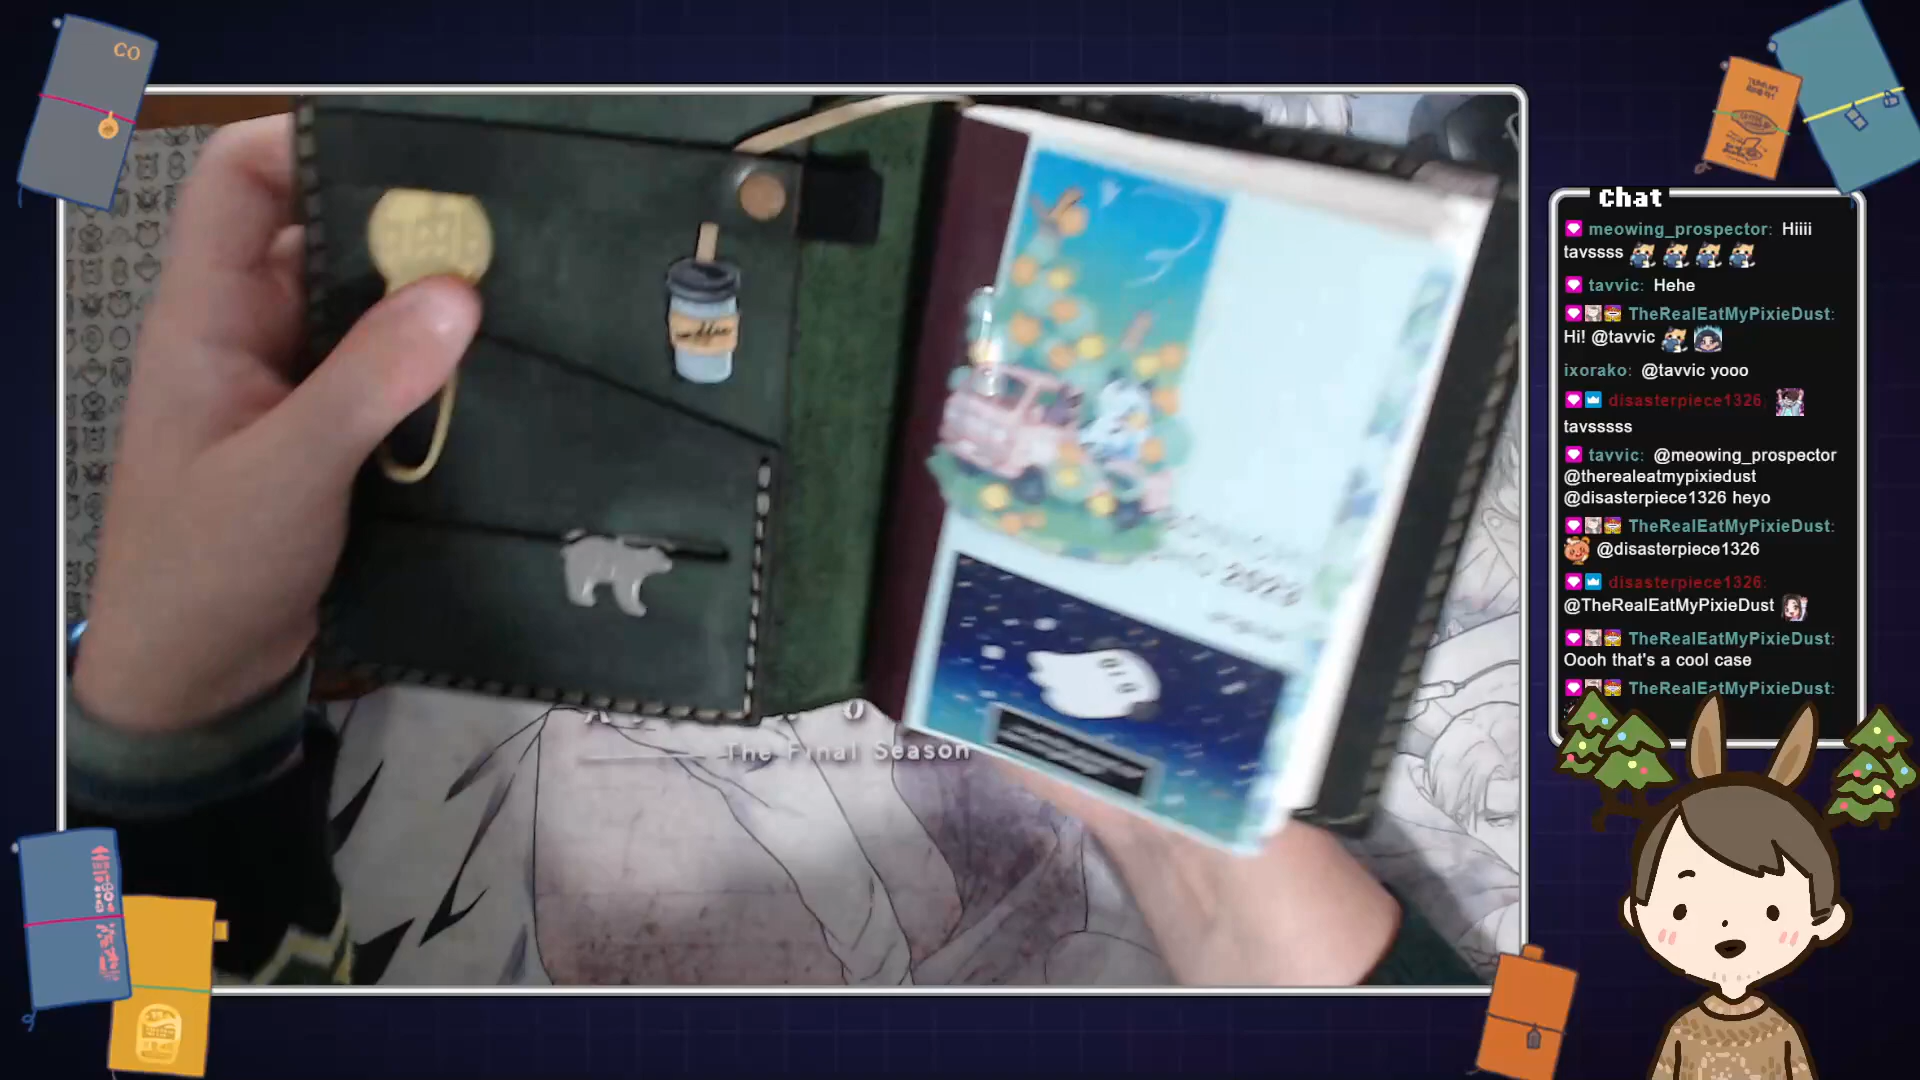 CO
chat
meowing_prospector: Hiiii
tavssss
tavvic: Hehe
TheRealEatMyPixieDust:
Hi! @tavvic
ixorako: @tavvic yooo
disasterpiece1326:
tavsssss
tavvic: @meowing_prospector
@therealeatmypixiedust
@disasterpiece1326 heyo
TheRealEatMyPixieDust:
@disasterpiece1326
disasterpiece1326:
@TheRealEatMyPixieDust
TheRealEatMyPixieDust:
Oooh that's a cool case
TheRealEatMyPixieDust:
coffee
The Final Season